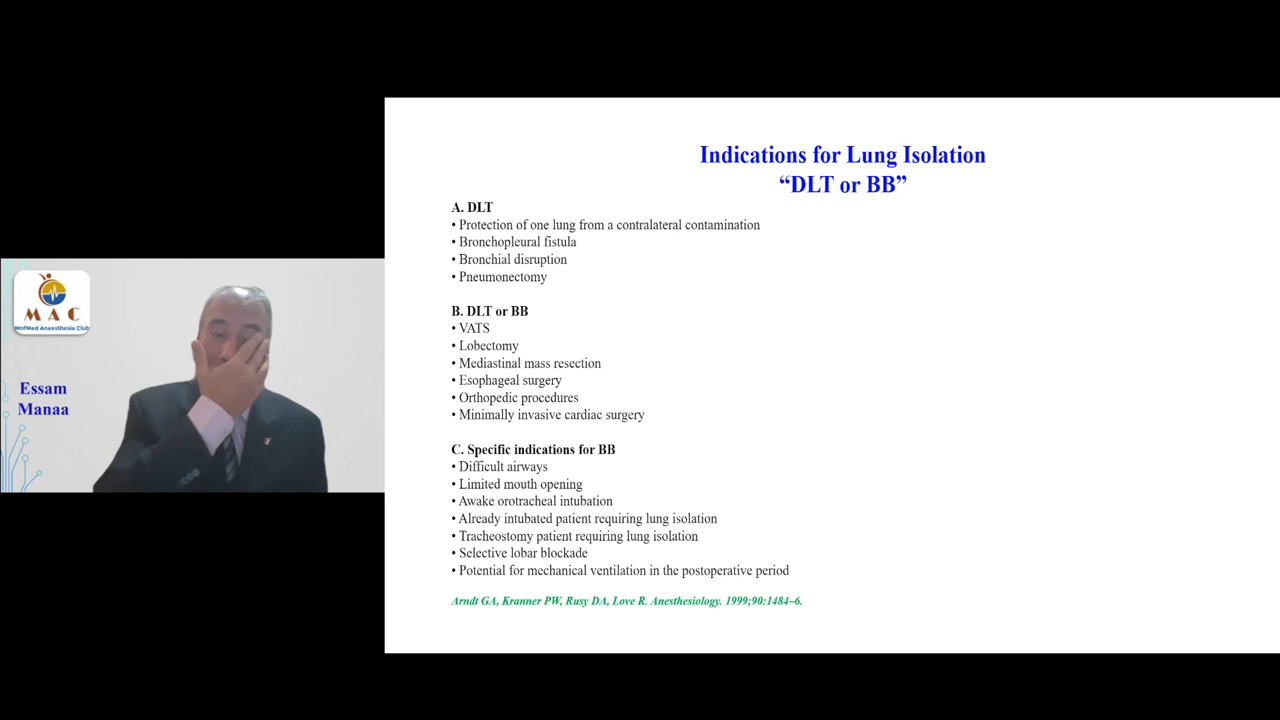 M A C
MnfMed Anaesthesia Club
Essam
Manaa
Indications for Lung Isolation
“DLT or BB”
A. DLT
• Protection of one lung from a contralateral contamination
• Bronchopleural fistula
• Bronchial disruption
• Pneumonectomy
B. DLT or BB
• VATS
• Lobectomy
• Mediastinal mass resection
• Esophageal surgery
• Orthopedic procedures
• Minimally invasive cardiac surgery
C. Specific indications for BB
• Difficult airways
• Limited mouth opening
• Awake orotracheal intubation
• Already intubated patient requiring lung isolation
• Tracheostomy patient requiring lung isolation
• Selective lobar blockade
• Potential for mechanical ventilation in the postoperative period
Arndt GA, Kranner PW, Rusy DA, Love R. Anesthesiology. 1999;90:1484–6.